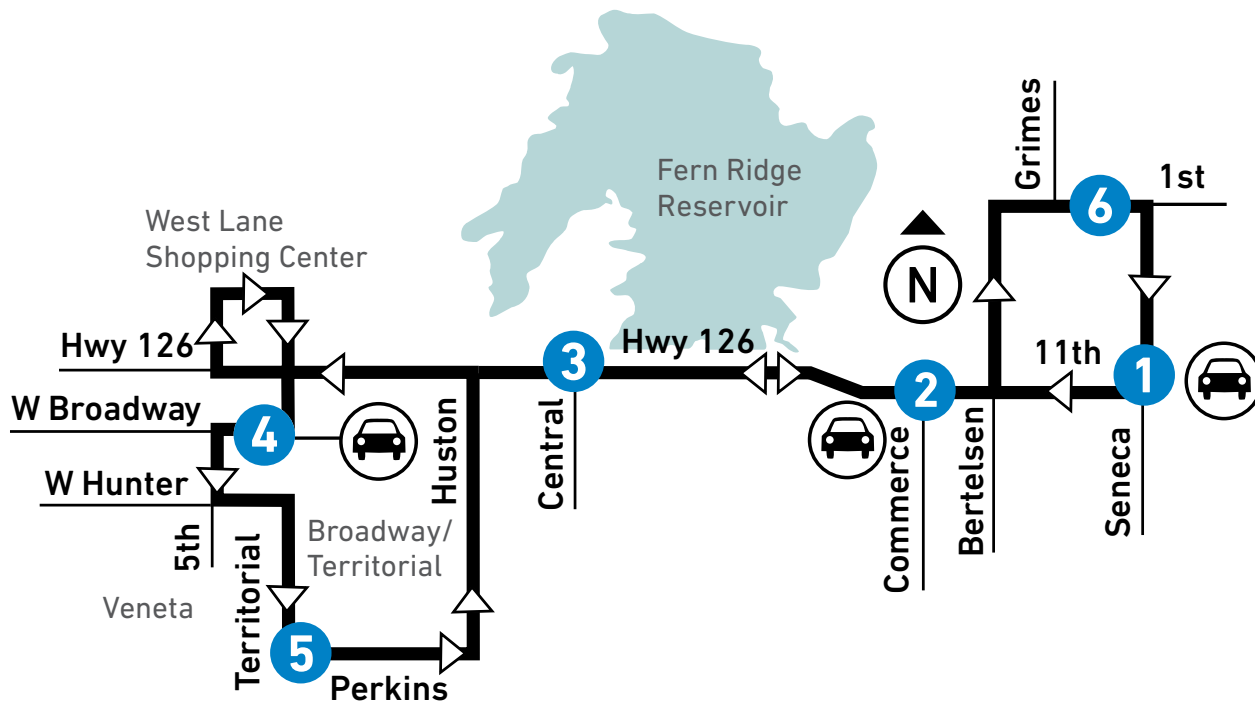 Grimes
1st
6
Fern Ridge
Reservoir
West Lane
Shopping Center
N
Hwy 126
Hwy 126
11th
3
2
1
W Broadway
4
Huston
Central
Commerce
Bertelsen
Seneca
W Hunter
5th
Territorial
Broadway/
Territorial
Veneta
5
Perkins